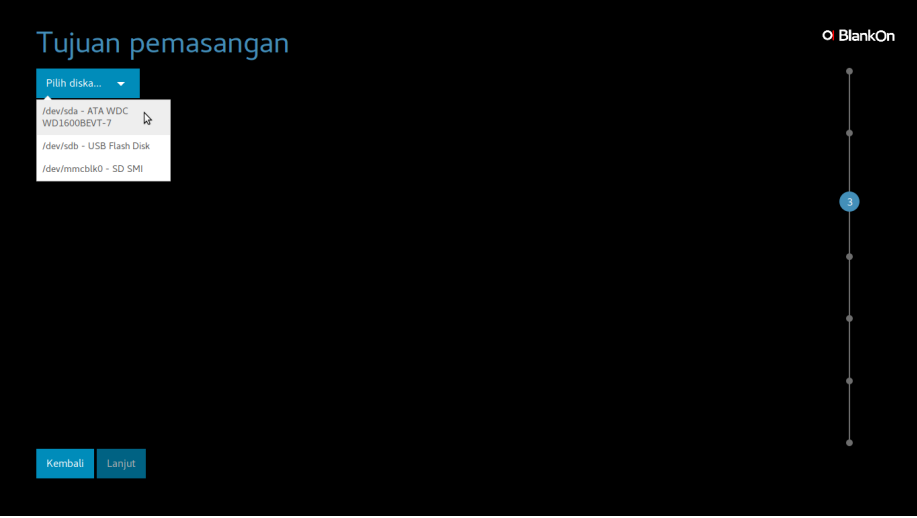 Tujuan pemasangan
BlankOn
Pilih diska...
/dev/sda - ATA WDC
WD1600BEVT-7
/dev/sdb - USB Flash Disk
/dev/mmcblk0 - SD SMI
3
Kembali
Lanjut